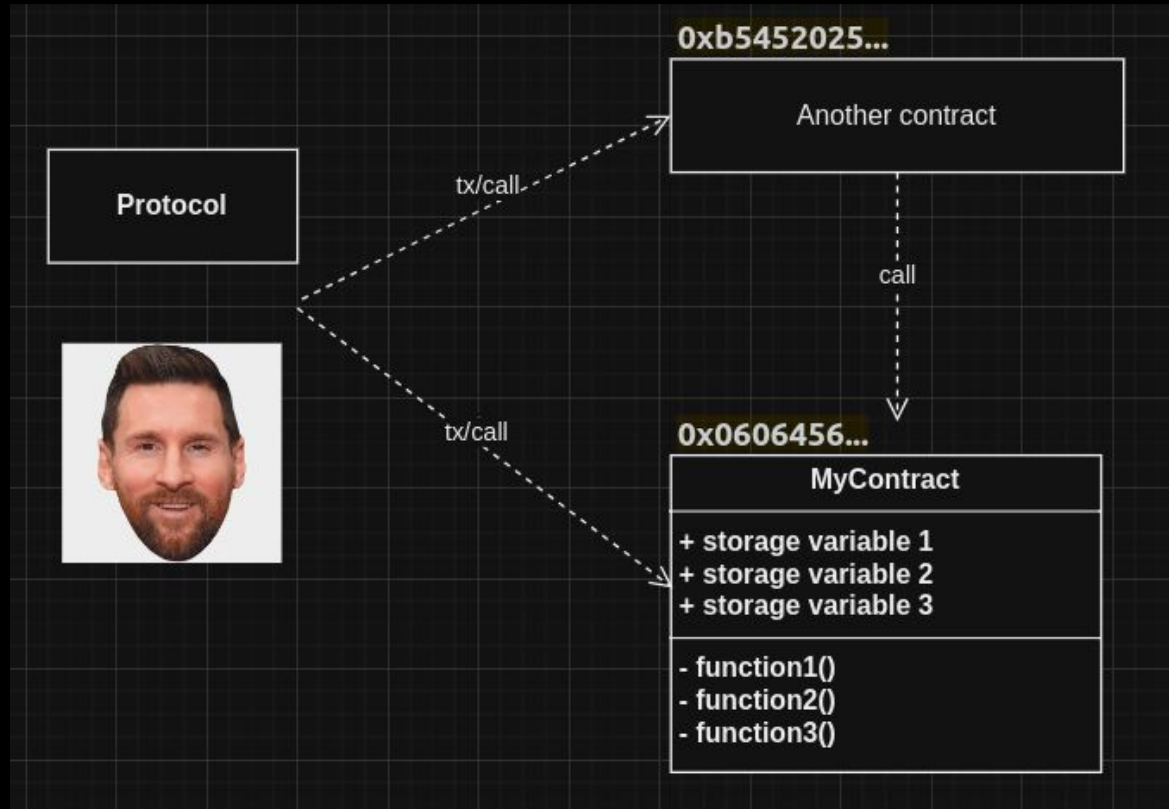 0xb5452025...
Another contract
Protocol
tx/call
call
tx/call
0x0606456...
MyContract
+ storage variable 1
+ storage variable 2
+ storage variable 3
- function1()
- function2()
- function3()